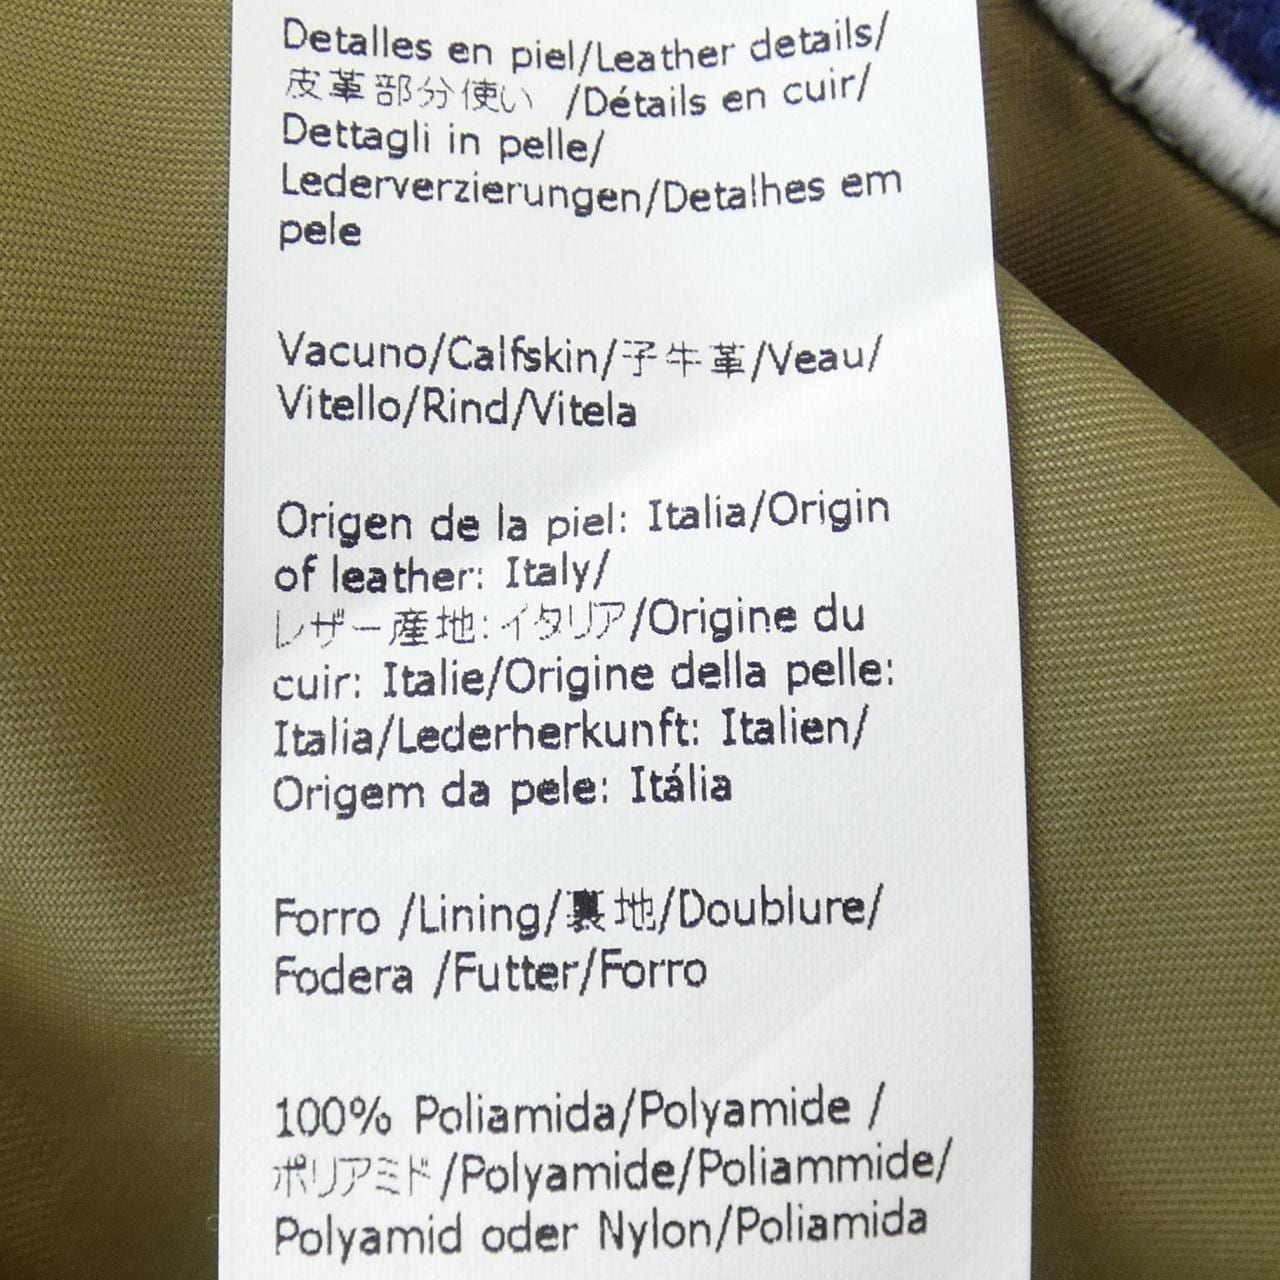 Detalles en piel/Leather details/
皮革部分使い /Détails en cuir/
Dettagli in pelle/
Lederverzierungen/Detalhes em
pele
Vacuno/Calfskin/子牛革/Veau/
Vitello/Rind/Vitela
Origen de la piel: Italia/Origin
of leather: Italy/
レザー産地:イタリア/Origine du
cuir: Italie/Origine della pelle:
Italia/Lederherkunft: Italien/
Origem da pele: Itália
Forro /Lining/裏地/Doublure/
Fodera /Futter/Forro
100% Poliamida/Polyamide /
ポリアミド/Polyamide/Poliammide/
Polyamid oder Nylon/Poliamida